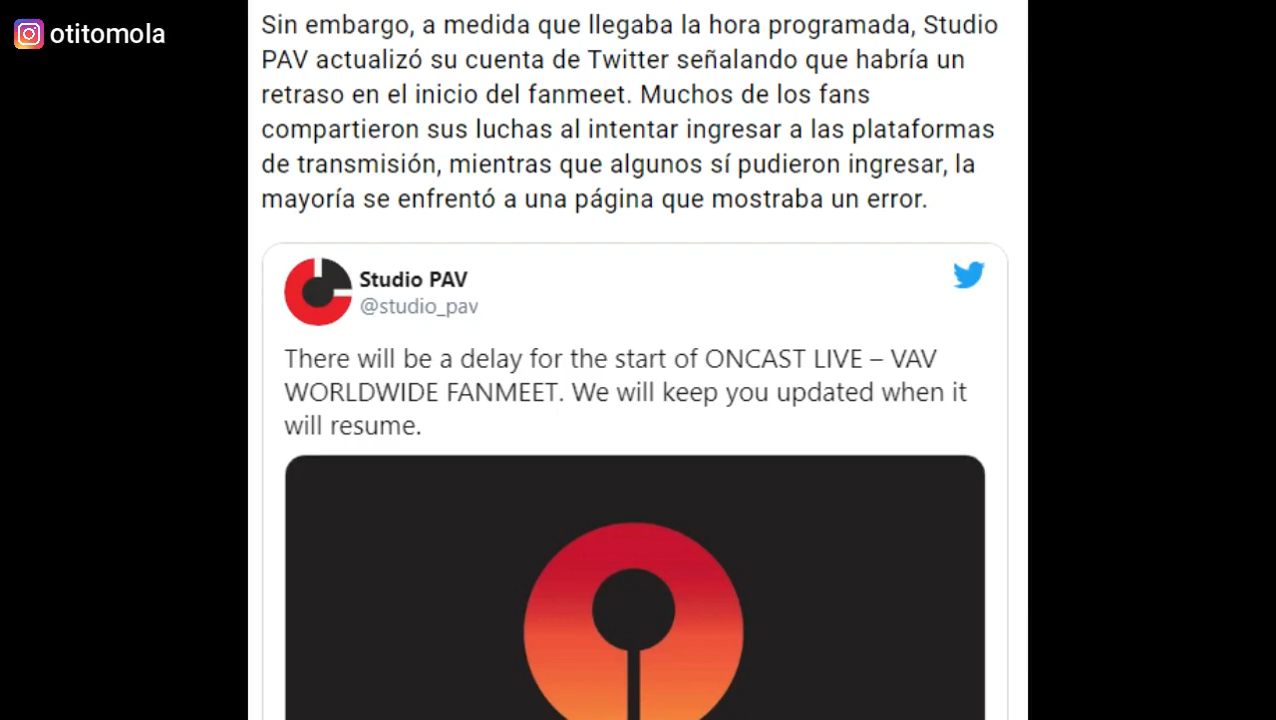 otitomola
Sin embargo, a medida que llegaba la hora programada, Studio
PAV actualizó su cuenta de Twitter señalando que habría un
retraso en el inicio del fanmeet. Muchos de los fans
compartieron sus luchas al intentar ingresar a las plataformas
de transmisión, mientras que algunos sí pudieron ingresar, la
mayoría se enfrentó a una página que mostraba un error.
Studio PAV
@studio_pav
There will be a delay for the start of ONCAST LIVE – VAV
WORLDWIDE FANMEET. We will keep you updated when it
will resume.